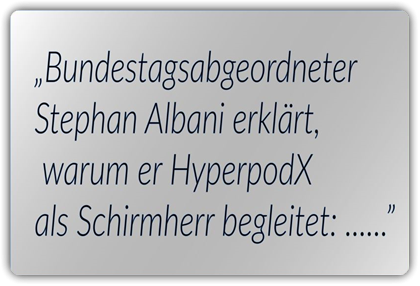 „Bundestagsabgeordneter
Stephan Albani erklärt,
warum er HyperpodX
als Schirmherr begleitet: ......”